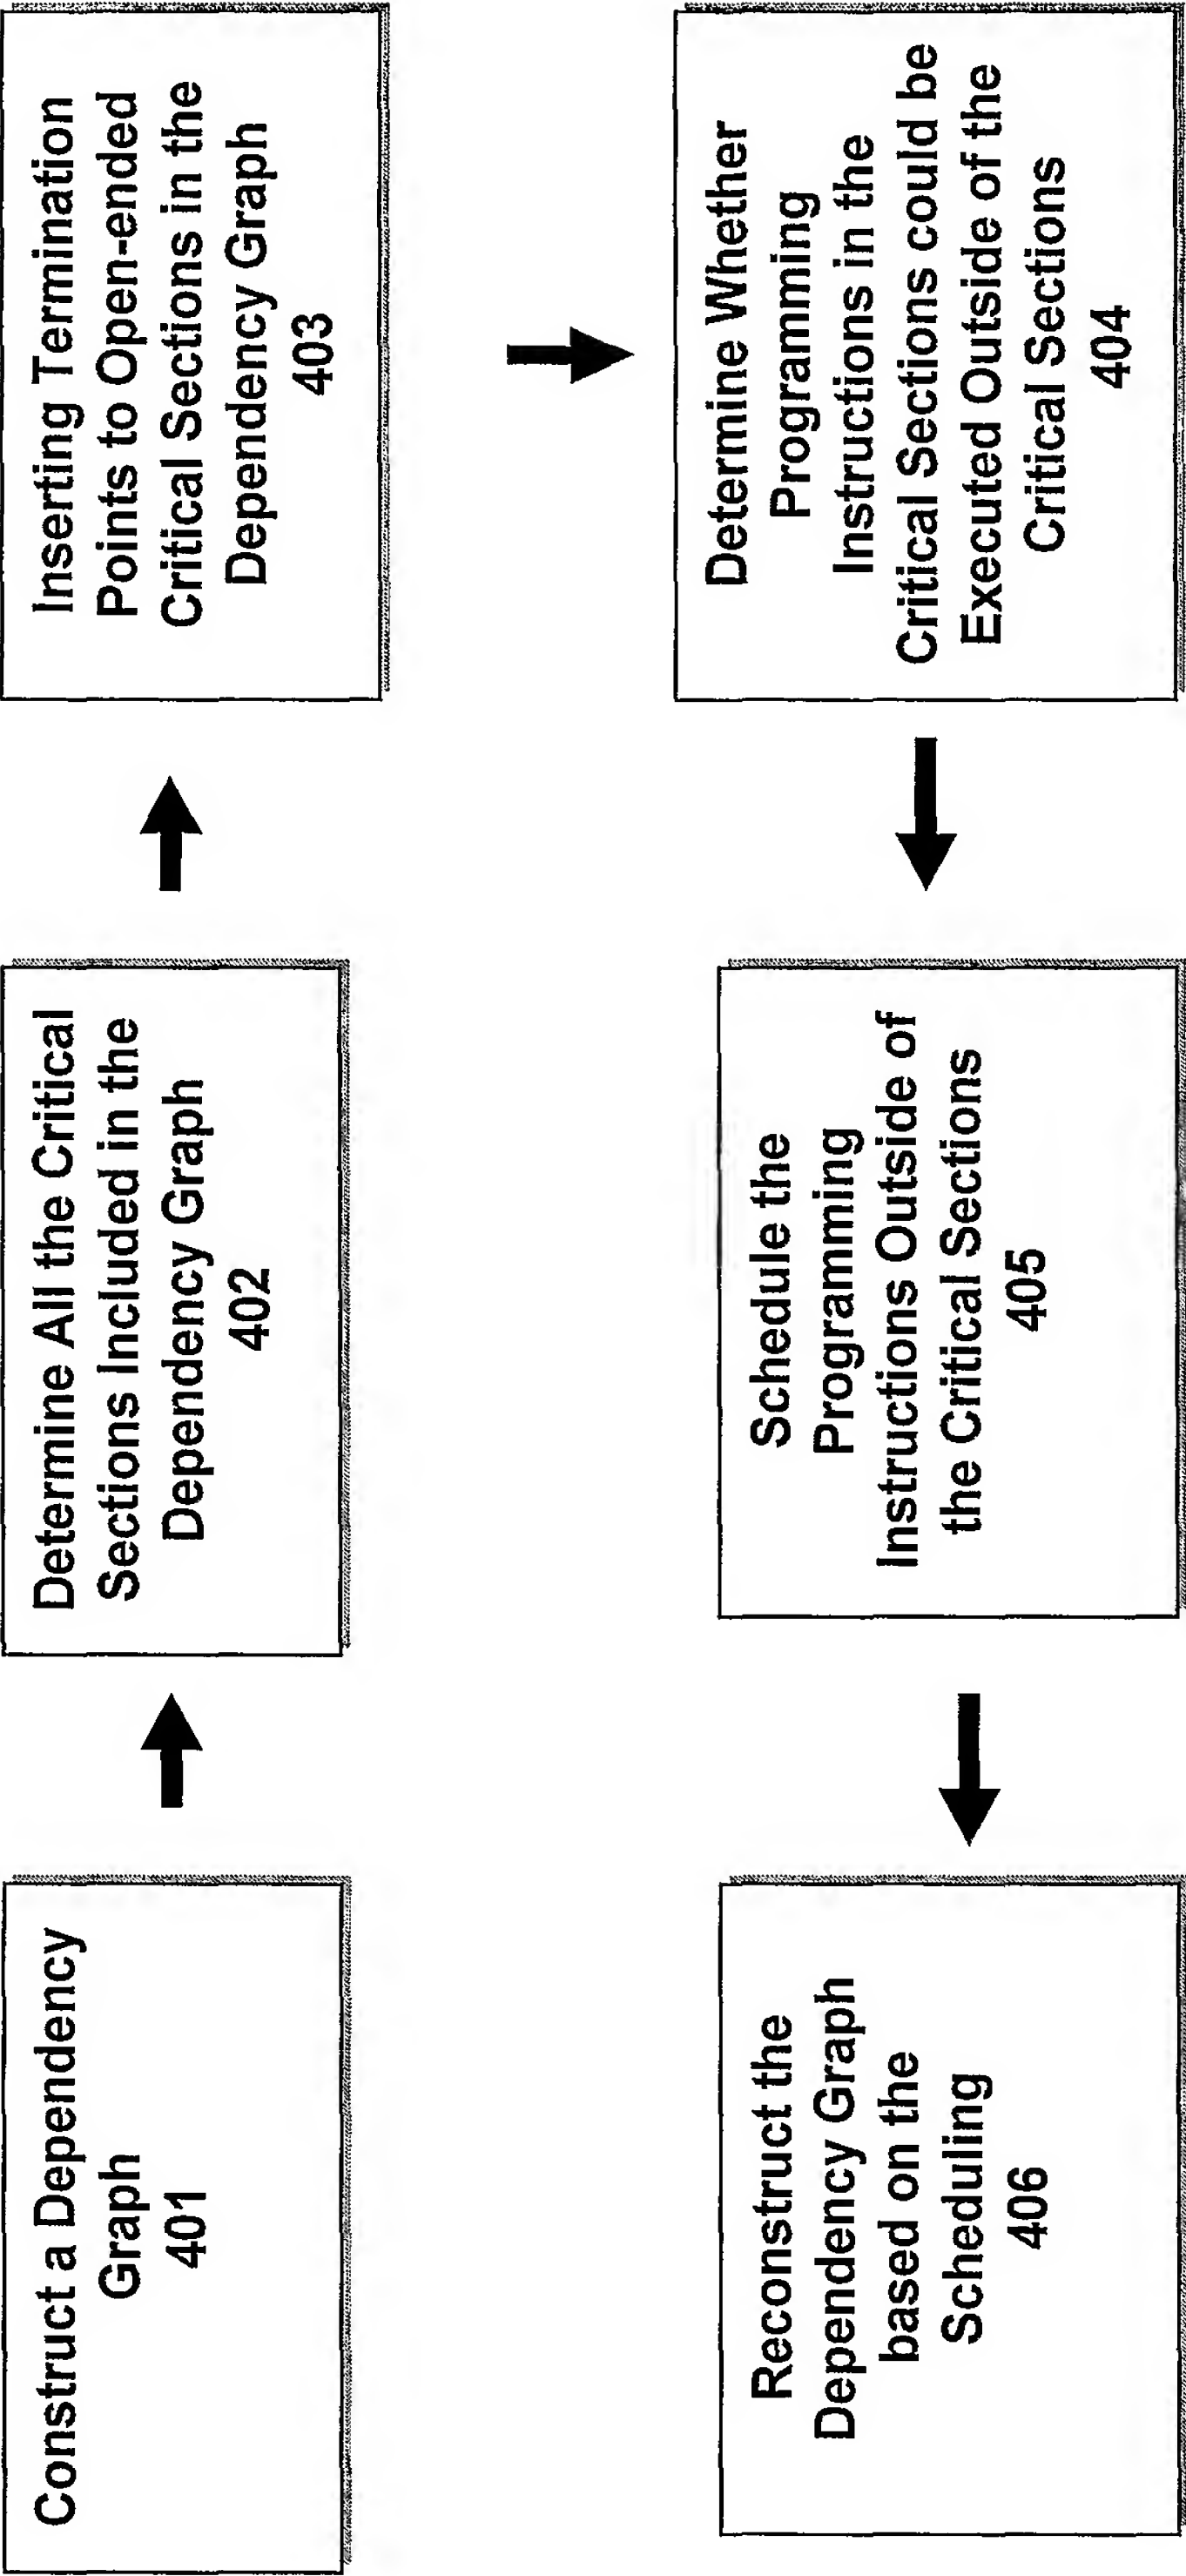 Construct a Dependency
Graph
401
Determine All the Critical
Sections Included in the
Dependency Graph
402
Inserting Termination
Points to Open-ended
Critical Sections in the
Dependency Graph
403
Determine Whether
Programming
Instructions in the
Critical Sections could be
Executed Outside of the
Critical Sections
404
Schedule the
Programming
Instructions Outside of
the Critical Sections
405
Reconstruct the
Dependency Graph
based on the
Scheduling
406